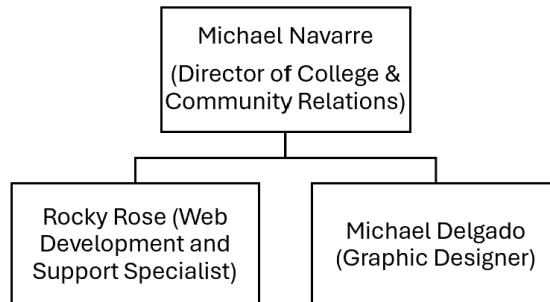 Michael Navarre
(Director of College &
Community Relations)
Rocky Rose (Web
Development and
Support Specialist)
Michael Delgado
(Graphic Designer)